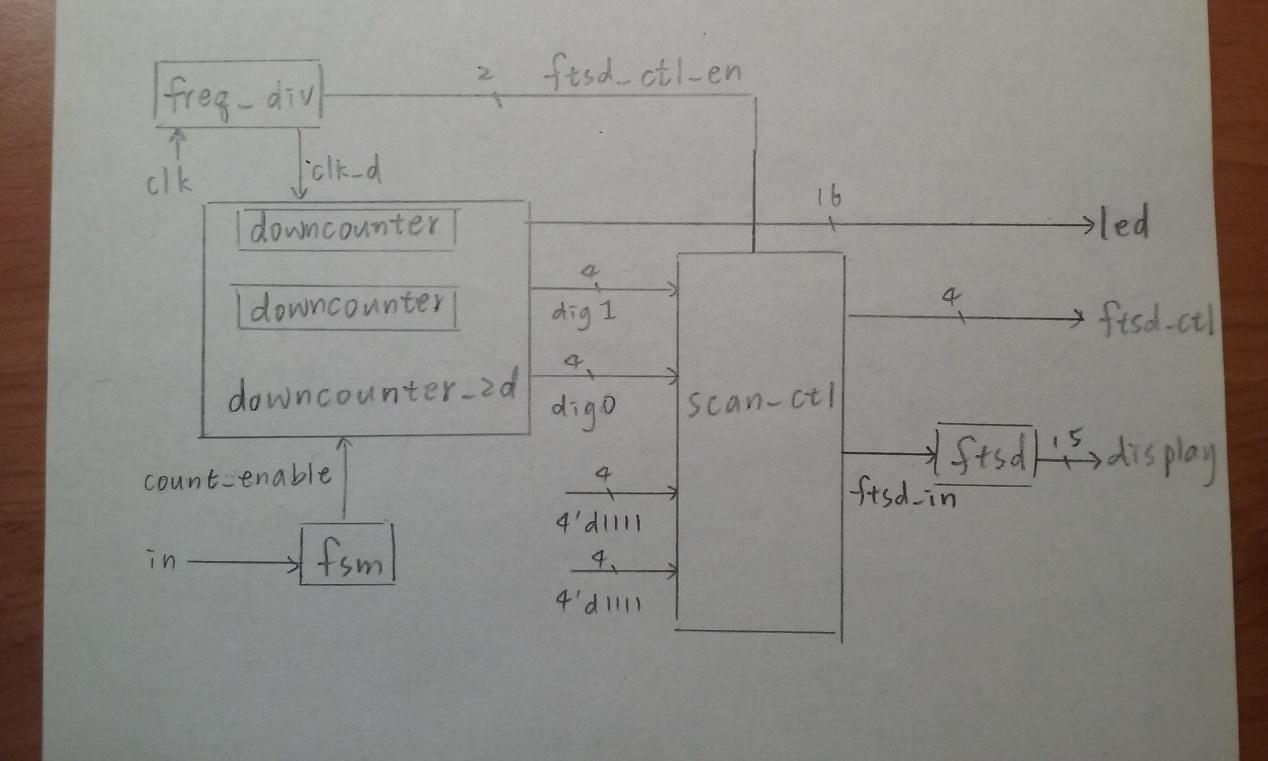 freq_div
2
ftsd_ctl_en
clk
clk_d
downcounter
16
led
downcounter
4
dig1
4
ftsd_ctl
downcounter_2d
4
dig0
scan_ctl
ftsd
15
display
ftsd_in
count_enable
4
4'd1111
in
fsm
4
4'd1111